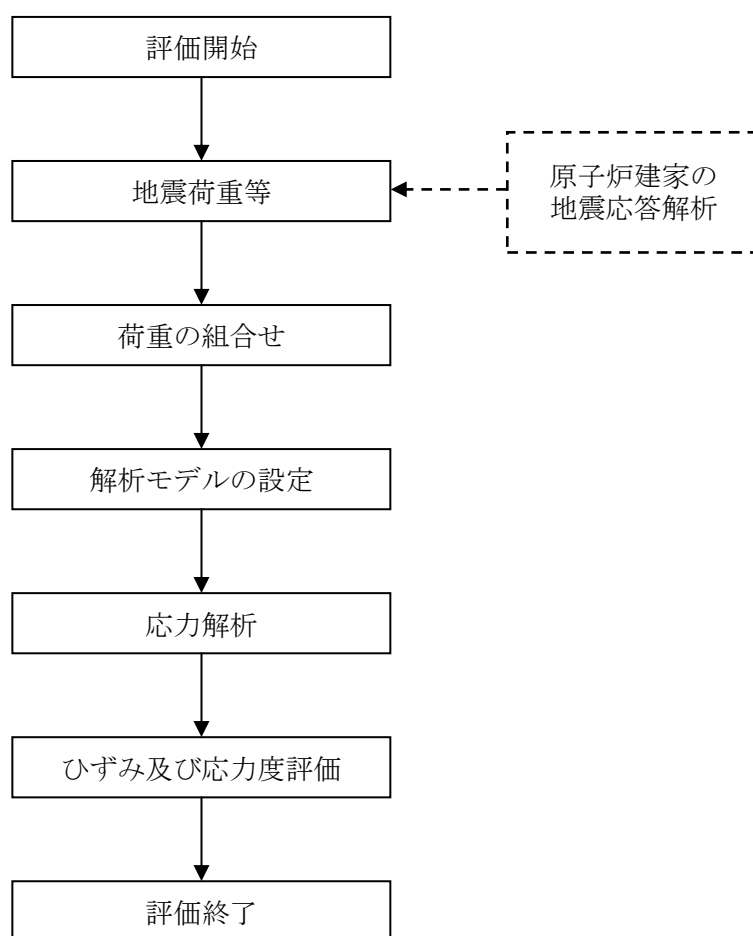 評価開始
地震荷重等
原子炉建家の
地震応答解析
荷重の組合せ
解析モデルの設定
応力解析
ひずみ及び応力度評価
評価終了